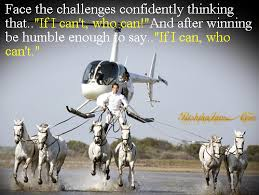 Face the challenges confidently thinking
that.."If I can't, who can!"And after winning
be humble enough to say.."If I can, who
can't."